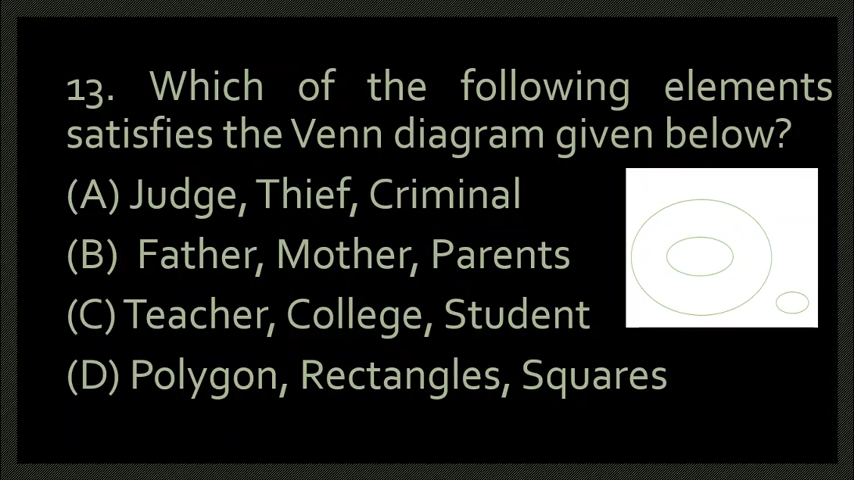 13. Which of the following elements
satisfies the Venn diagram given below?
(A) Judge, Thief, Criminal
(B) Father, Mother, Parents
(C) Teacher, College, Student
(D) Polygon, Rectangles, Squares